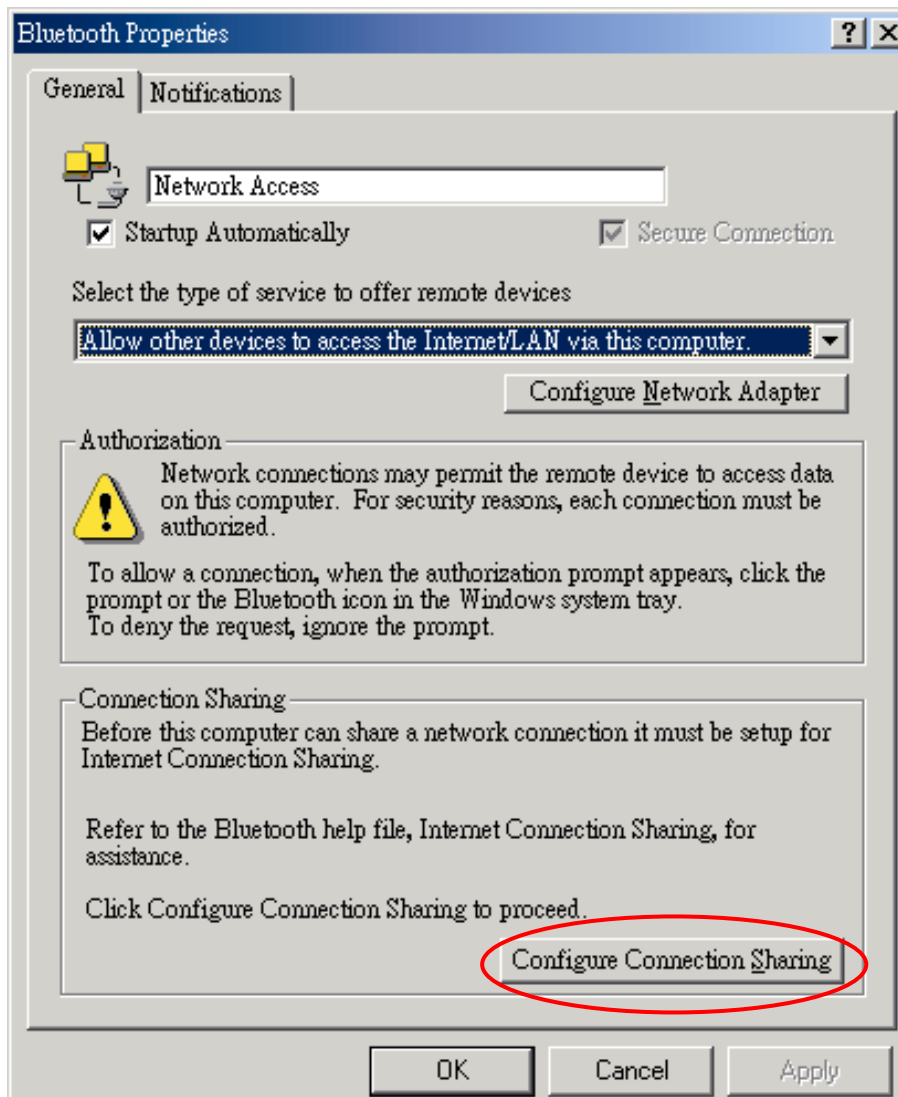 Bluetooth Properties
General
Notifications
Network Access
Startup Automatically
Secure Connection
Select the type of service to offer remote devices
Allow other devices to access the Internet/LAN via this computer.
Configure Network Adapter
Authorization
Network connections may permit the remote device to access data
on this computer. For security reasons, each connection must be
authorized.
To allow a connection, when the authorization prompt appears, click the
prompt or the Bluetooth icon in the Windows system tray.
To deny the request, ignore the prompt.
Connection Sharing
Before this computer can share a network connection it must be setup for
Internet Connection Sharing.
Refer to the Bluetooth help file, Internet Connection Sharing, for
assistance.
Click Configure Connection Sharing to proceed.
Configure Connection Sharing
OK
Cancel
Apply